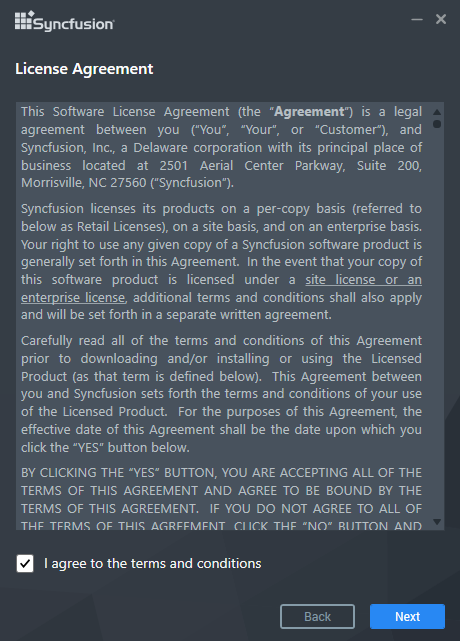 Syncfusion
License Agreement
This Software License Agreement (the “Agreement”) is a legal
agreement between you (“You”, “Your”, or “Customer”), and
Syncfusion, Inc., a Delaware corporation with its principal place of
business located at 2501 Aerial Center Parkway, Suite 200,
Morrisville, NC 27560 (“Syncfusion”).
Syncfusion licenses its products on a per-copy basis (referred to
below as Retail Licenses), on a site basis, and on an enterprise basis.
Your right to use any given copy of a Syncfusion software product is
generally set forth in this Agreement. In the event that your copy of
this software product is licensed under a site license or an
enterprise license, additional terms and conditions shall also apply
and will be set forth in a separate written agreement.
Carefully read all of the terms and conditions of this Agreement
prior to downloading and/or installing or using the Licensed
Product (as that term is defined below). This Agreement between
you and Syncfusion sets forth the terms and conditions of your use
of the Licensed Product. For the purposes of this Agreement, the
effective date of this Agreement shall be the date upon which you
click the “YES” button below.
BY CLICKING THE “YES” BUTTON, YOU ARE ACCEPTING ALL OF THE
TERMS OF THIS AGREEMENT AND AGREE TO BE BOUND BY THE
TERMS OF THIS AGREEMENT. IF YOU DO NOT AGREE TO ALL OF
THE TERMS OF THIS AGREEMENT, CLICK THE “NO” BUTTON AND
I agree to the terms and conditions
Back
Next